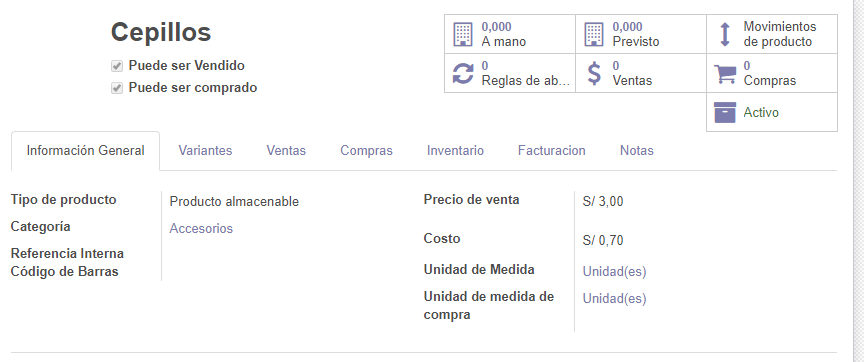 Cepillos
Puede ser Vendido
Puede ser comprado
0,000
A mano
0,000
Previsto
Movimientos
de producto
0
Reglas de ab...
0
Ventas
0
Compras
Activo
Información General
Variantes
Ventas
Compras
Inventario
Facturacion
Notas
Tipo de producto
Producto almacenable
Categoría
Accesorios
Referencia Interna
Código de Barras
Precio de venta
S/ 3,00
Costo
S/ 0,70
Unidad de Medida
Unidad(es)
Unidad de medida de
compra
Unidad(es)